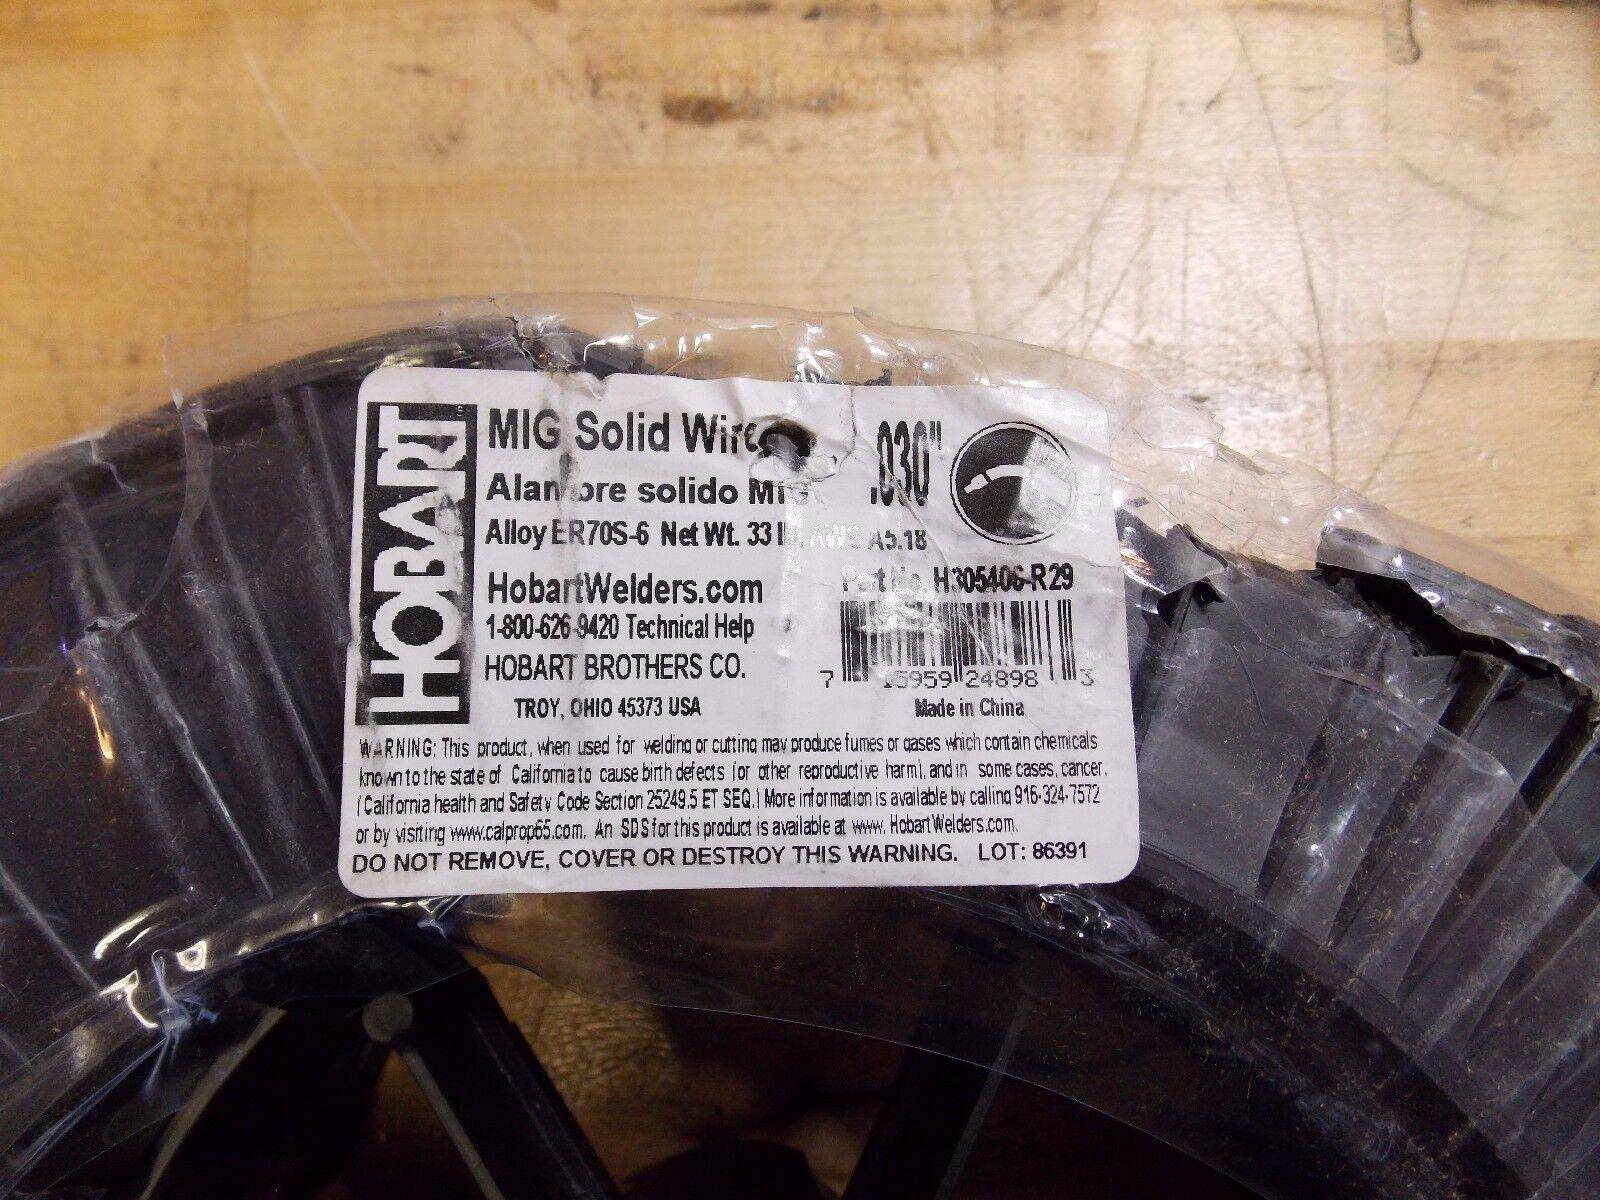 HOBART
MIG Solid Wire .030"
Alambre solido MIG
Alloy ER70S-6 Net Wt. 33 lb. AWS A5.18
HobartWelders.com
Part No. H305406-R29
1-800-626-9420 Technical Help
HOBART BROTHERS CO.
7 15959 24898 3
TROY, OHIO 45373 USA
Made in China
WARNING: This product, when used for welding or cutting may produce fumes or gases which contain chemicals
known to the state of California to cause birth defects (or other reproductive harm), and in some cases, cancer.
(California health and Safety Code Section 25249.5 ET SEQ.) More information is available by calling 916-324-7572
or by visiting www.calprop65.com. An SDS for this product is available at www.HobartWelders.com.
DO NOT REMOVE, COVER OR DESTROY THIS WARNING. LOT: 86391